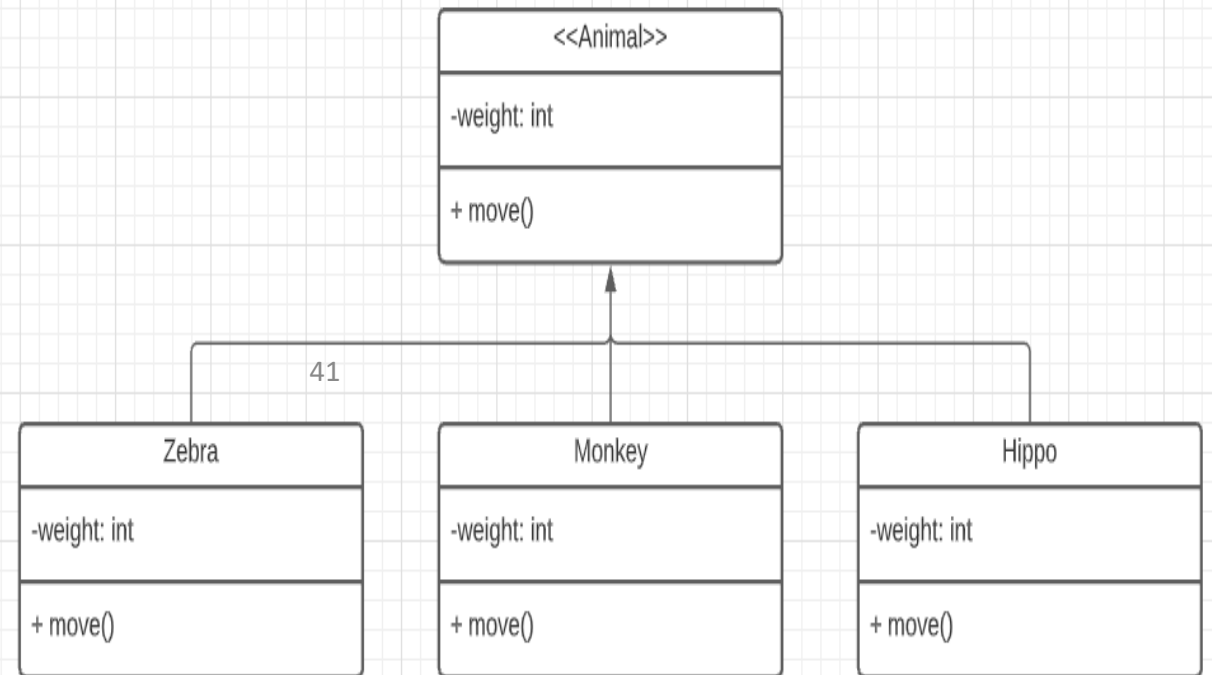 <<Animal>>
-weight: int
+ move()
41
Zebra
-weight: int
+ move()
Monkey
-weight: int
+ move()
Hippo
-weight: int
+ move()